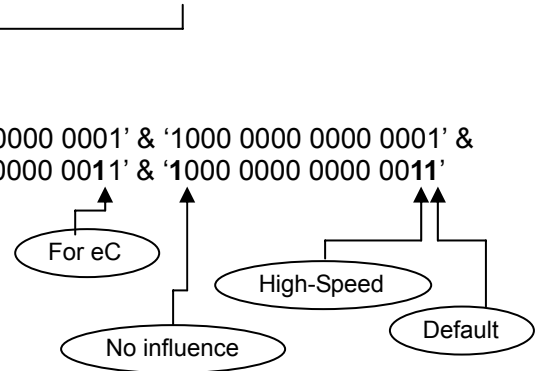 0000 0001’ & ‘1000 0000 0000 0001’ &
0000 0011’ & ‘1000 0000 0000 0011’
For eC
High-Speed
Default
No influence